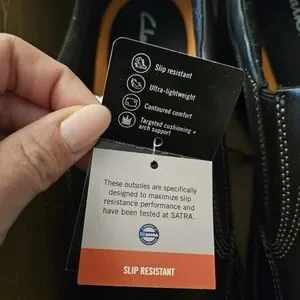 Clarks
Slip resistant
Ultra-lightweight
Contoured comfort
Targeted cushioning +
arch support
These outsoles are specifically
designed to maximize slip
resistance performance and
have been tested at SATRA.
SATRA
SLIP RESISTANT